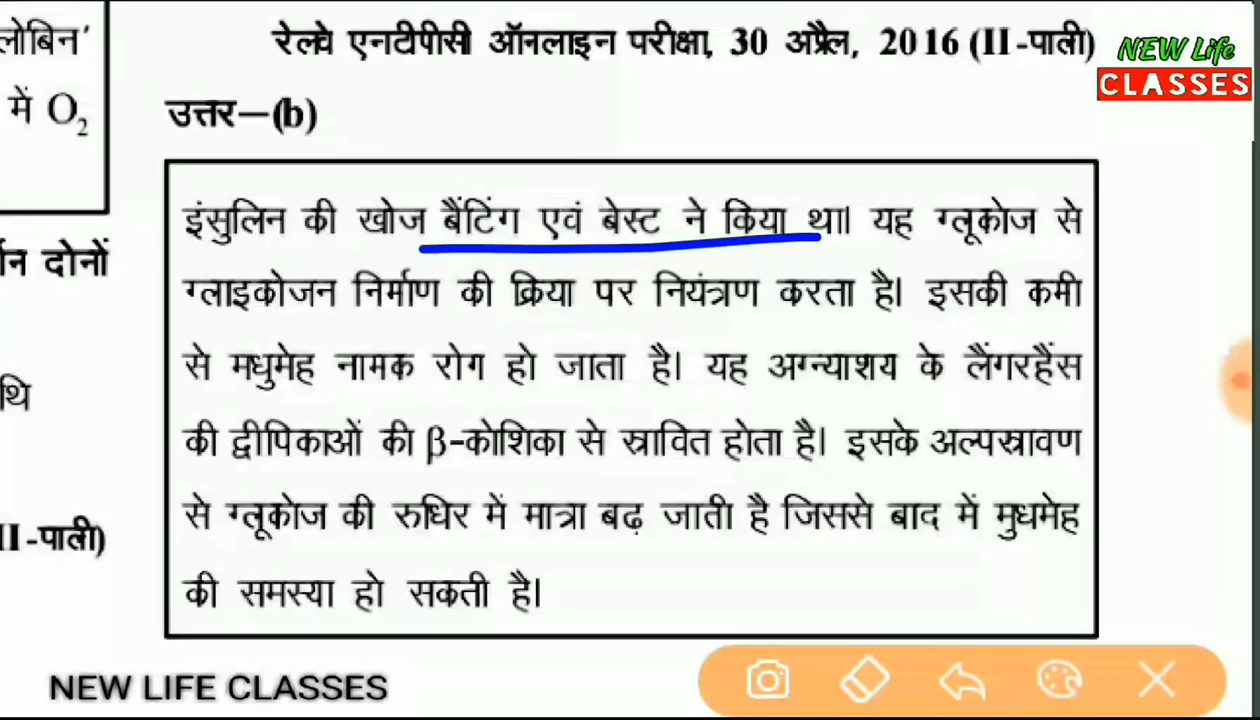 लोबिन'
में O₂
र्न दोनों
थि
II-पाली)
रेलवे एनटीपीसी ऑनलाइन परीक्षा, 30 अप्रैल, 2016 (II-पाली)
NEW Life
CLASSES
उत्तर—(b)
इंसुलिन की खोज बैंटिंग एवं बेस्ट ने किया था। यह ग्लूकोज से
ग्लाइकोजन निर्माण की क्रिया पर नियंत्रण करता है। इसकी कमी
से मधुमेह नामक रोग हो जाता है। यह अग्न्याशय के लैंगरहैंस
की द्वीपिकाओं की β-कोशिका से स्रावित होता है। इसके अल्पस्रावण
से ग्लूकोज की रुधिर में मात्रा बढ़ जाती है जिससे बाद में मुधमेह
की समस्या हो सकती है।
NEW LIFE CLASSES